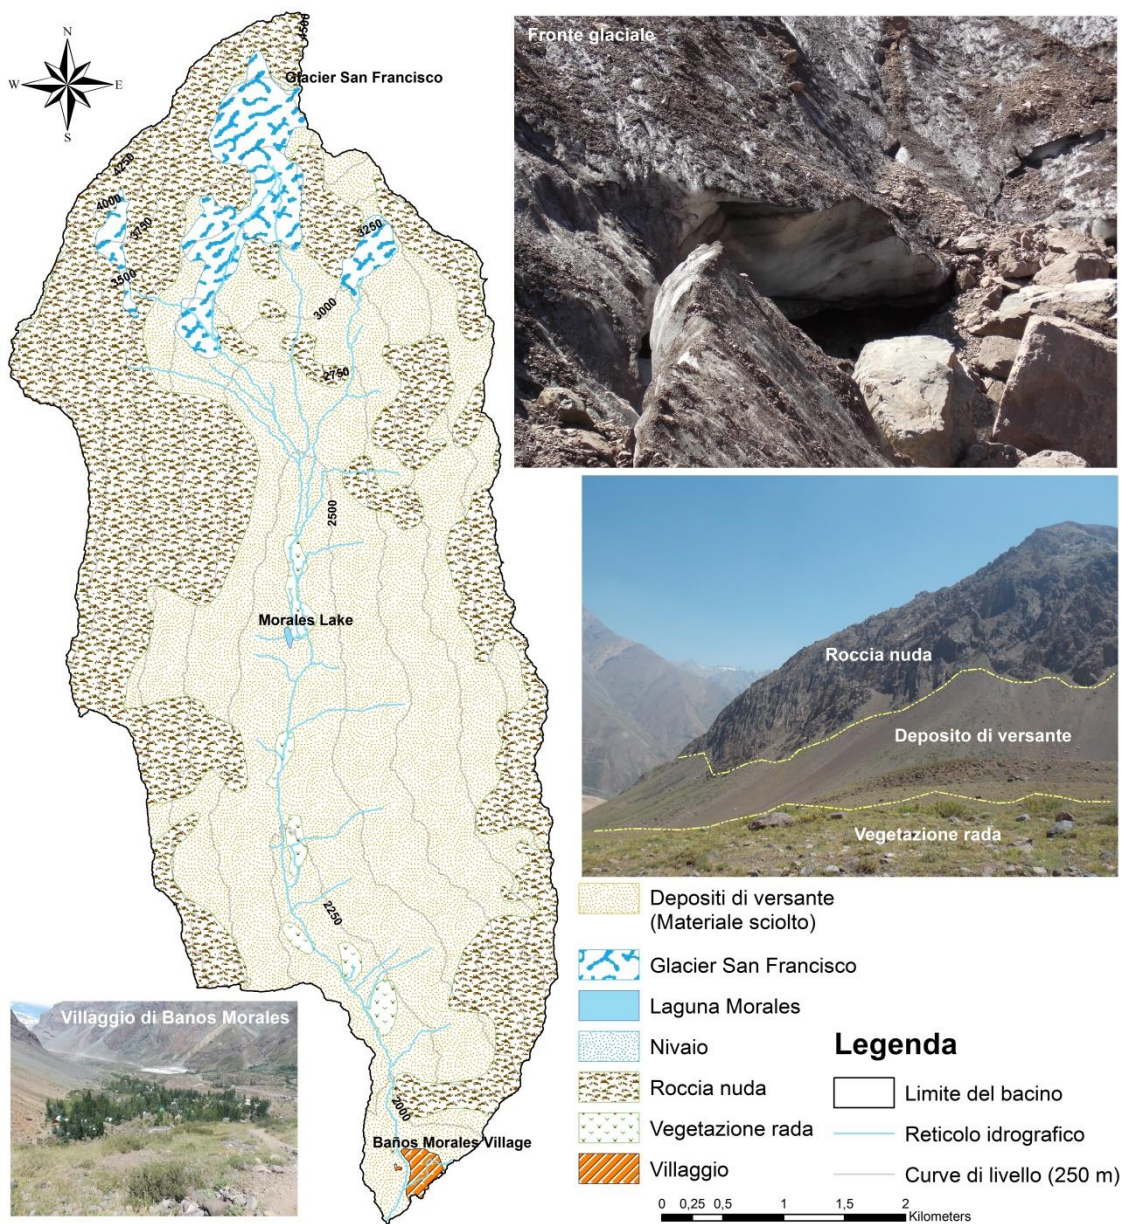 N
W
E
S
4500
Glacier San Francisco
4250
4000
3750
3500
3250
3000
2750
2500
Morales Lake
2250
2000
Baños Morales Village
Fronte glaciale
Roccia nuda
Deposito di versante
Vegetazione rada
Villaggio di Banos Morales
Depositi di versante
(Materiale sciolto)
Glacier San Francisco
Laguna Morales
Nivaio
Roccia nuda
Vegetazione rada
Villaggio
Legenda
Limite del bacino
Reticolo idrografico
Curve di livello (250 m)
0 0,25 0,5 1 1,5 2
Kilometers